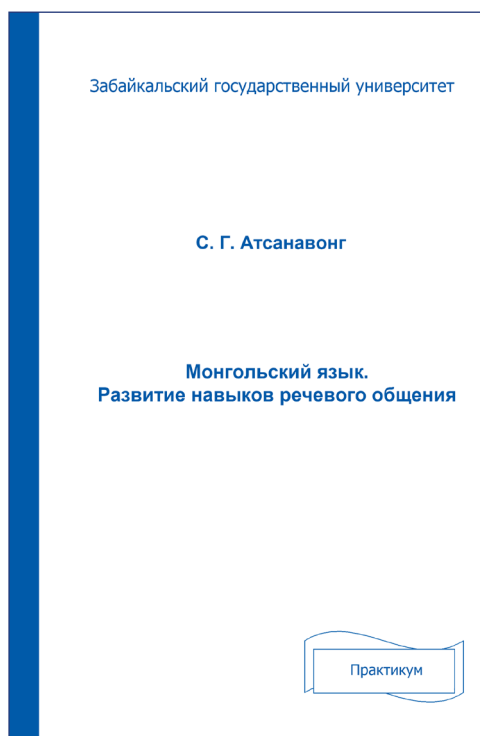 Забайкальский государственный университет
С. Г. Атсанавонг
Монгольский язык.
Развитие навыков речевого общения
Практикум